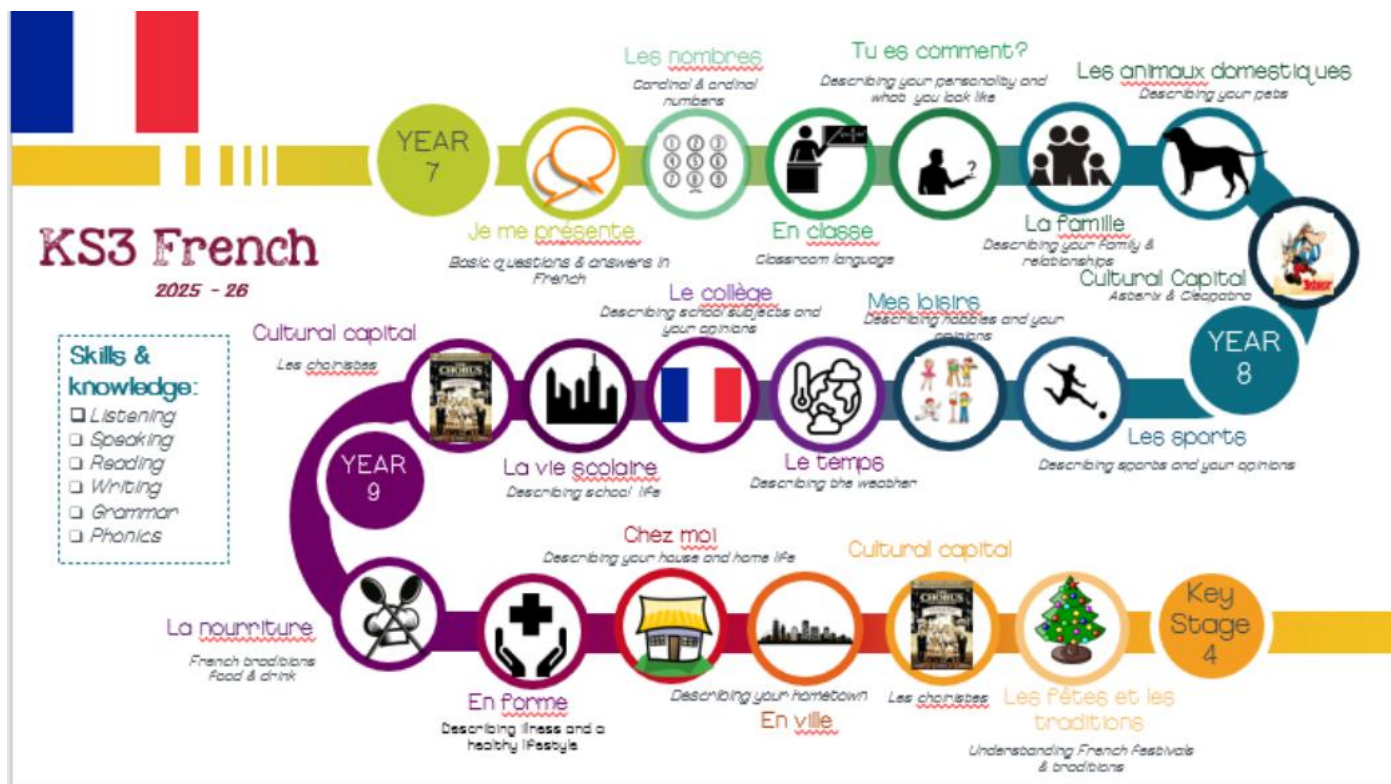 YEAR
7
Je me présente
Basic questions & answers in
French
Les nombres
Cardinal & ordinal
numbers
En classe
Classroom language
Tu es comment?
Describing your personality and
what you look like
La famille
Describing your family &
relationships
Les animaux domestiques
Describing your pets
Cultural Capital
Asterix & Cleopatra
KS3 French
2025 - 26
Skills &
knowledge:
Listening
Speaking
Reading
Writing
Grammar
Phonics
YEAR
8
Les sports
Describing sports and your opinions
Mes loisirs
Describing hobbies and your
opinions
Le temps
Describing the weather
Le collège
Describing school subjects and
your opinions
La vie scolaire
Describing school life
Cultural capital
Les choristes
CHORUS
YEAR
9
La nourriture
French traditions
Food & drink
En forme
Describing illness and a
healthy lifestyle
Chez moi
Describing your house and home life
Describing your hometown
En ville
Cultural capital
CHORUS
Les choristes
Les fêtes et les
traditions
Understanding French festivals
& traditions
Key
Stage
4